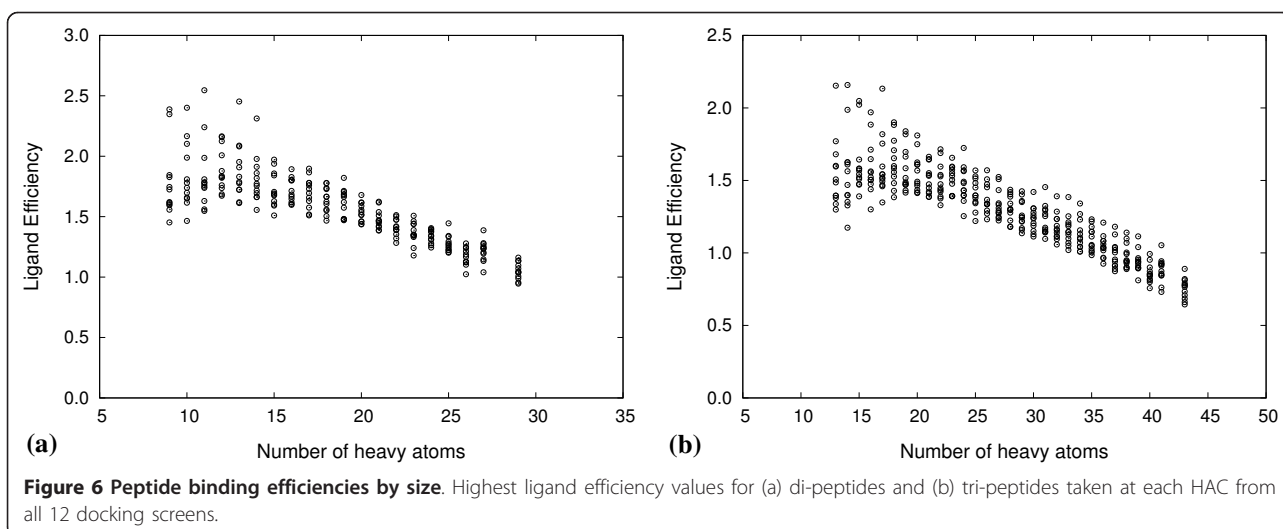 3.0
2.5
2.0
1.5
1.0
0.5
0.0
Ligand Efficiency
5 10 15 20 25 30 35
(a)
Number of heavy atoms
2.5
2.0
1.5
1.0
0.5
0.0
Ligand Efficiency
5 10 15 20 25 30 35 40 45 50
(b)
Number of heavy atoms
Figure 6 Peptide binding efficiencies by size. Highest ligand efficiency values for (a) di-peptides and (b) tri-peptides taken at each HAC from
all 12 docking screens.